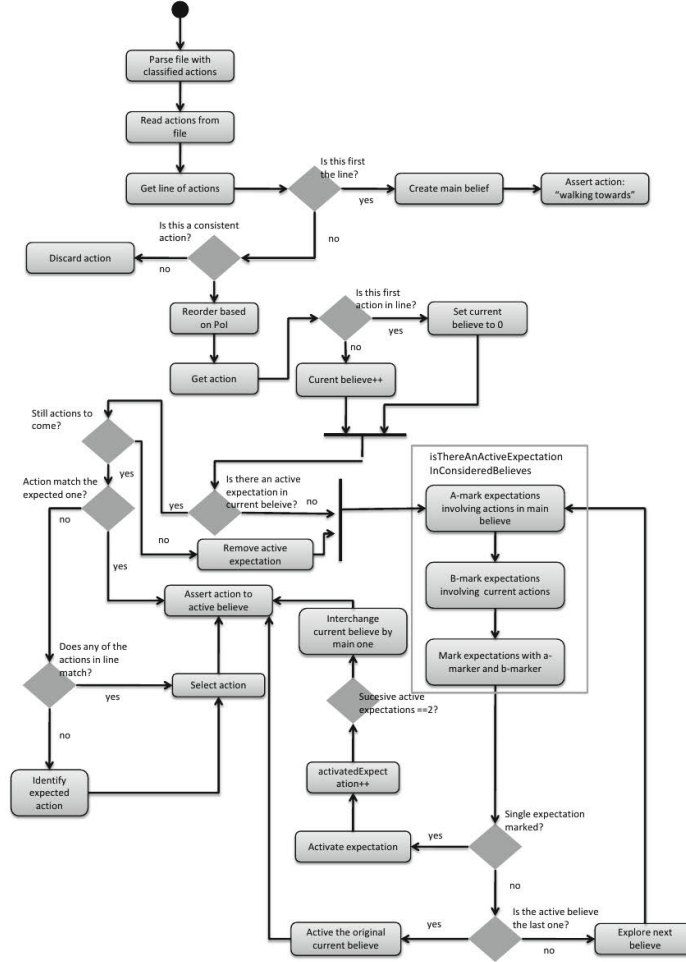 Parse file with
classified actions
Read actions from
file
Get line of actions
Is this first
the line?
yes
Create main belief
Assert action:
"walking towards"
no
Is this a consistent
action?
no
Discard action
Reorder based
on PoI
Get action
Is this first
action in line?
yes
Set current
believe to 0
no
Curent believe++
Still actions to
come?
yes
no
Is there an active
expectation in
current beleive?
yes
no
Remove active
expectation
isThereAnActiveExpectation
InConsideredBelieves
A-mark expectations
involving actions in main
believe
B-mark expectations
involving current actions
Mark expectations with a-
marker and b-marker
Action match the
expected one?
no
yes
Assert action to
active believe
Interchange
current believe by
main one
Does any of the
actions in line
match?
yes
Select action
no
Identify
expected
action
Sucesive active
expectations ==2?
activatedExpect
ation++
Activate expectation
yes
Single expectation
marked?
no
Is the active believe
the last one?
yes
Active the original
current believe
no
Explore next
believe